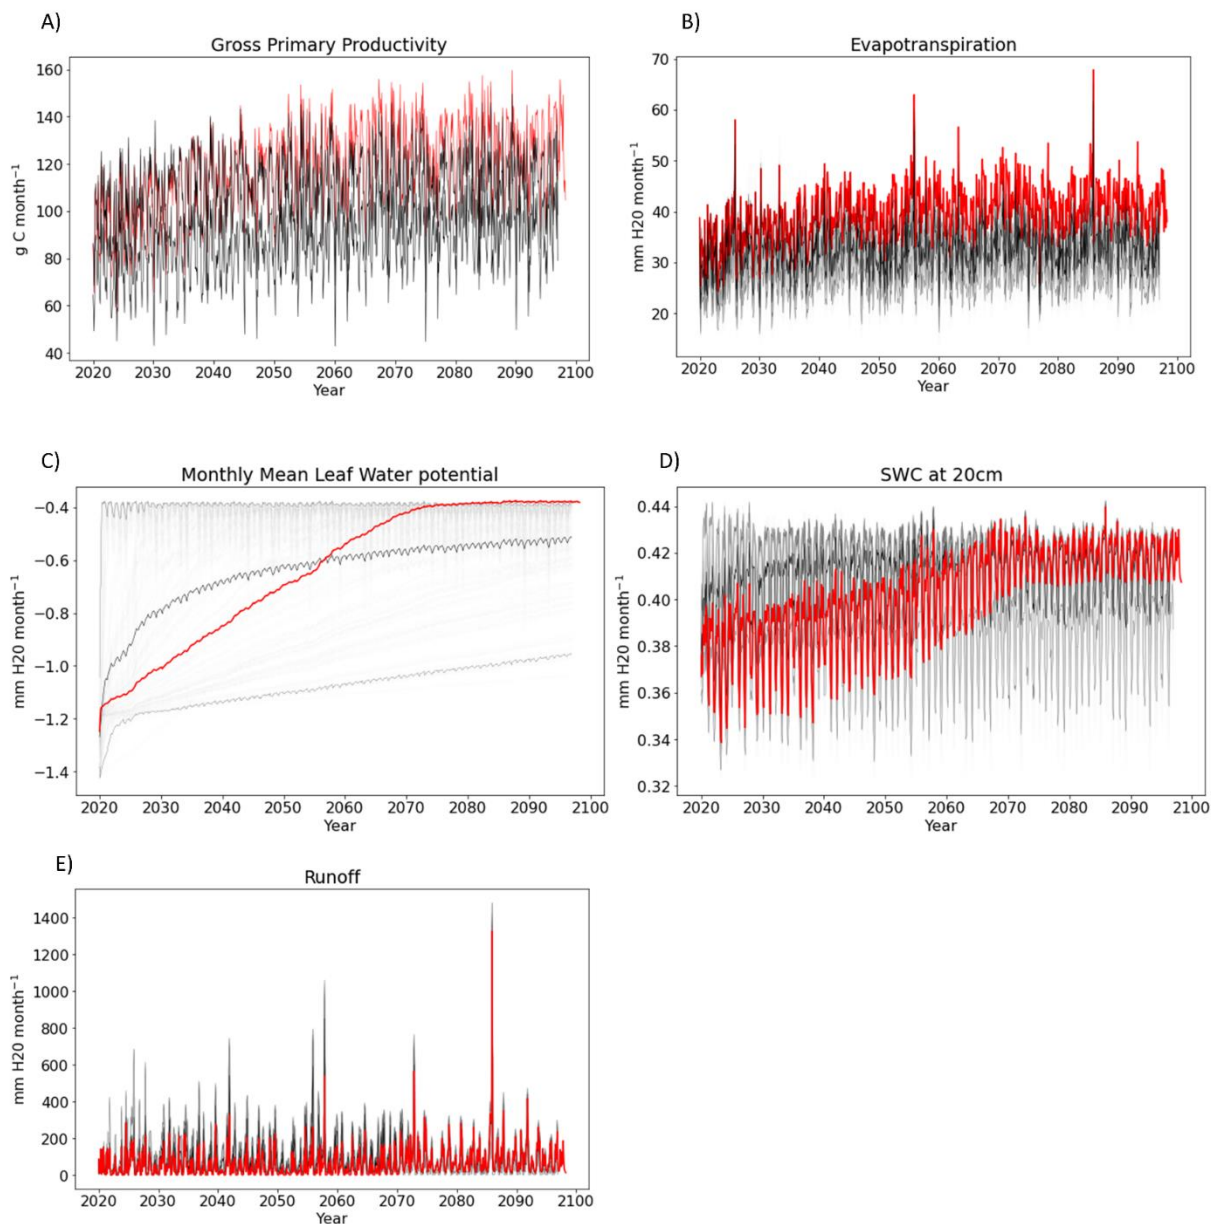 A)
Gross Primary Productivity
160
140
120
100
80
60
40
g C month⁻¹
2020 2030 2040 2050 2060 2070 2080 2090 2100
Year
B)
Evapotranspiration
70
60
50
40
30
20
mm H20 month⁻¹
2020 2030 2040 2050 2060 2070 2080 2090 2100
Year
C)
Monthly Mean Leaf Water potential
−0.4
−0.6
−0.8
−1.0
−1.2
−1.4
mm H20 month⁻¹
2020 2030 2040 2050 2060 2070 2080 2090 2100
Year
D)
SWC at 20cm
0.44
0.42
0.40
0.38
0.36
0.34
0.32
mm H20 month⁻¹
2020 2030 2040 2050 2060 2070 2080 2090 2100
Year
E)
Runoff
1400
1200
1000
800
600
400
200
0
mm H20 month⁻¹
2020 2030 2040 2050 2060 2070 2080 2090 2100
Year